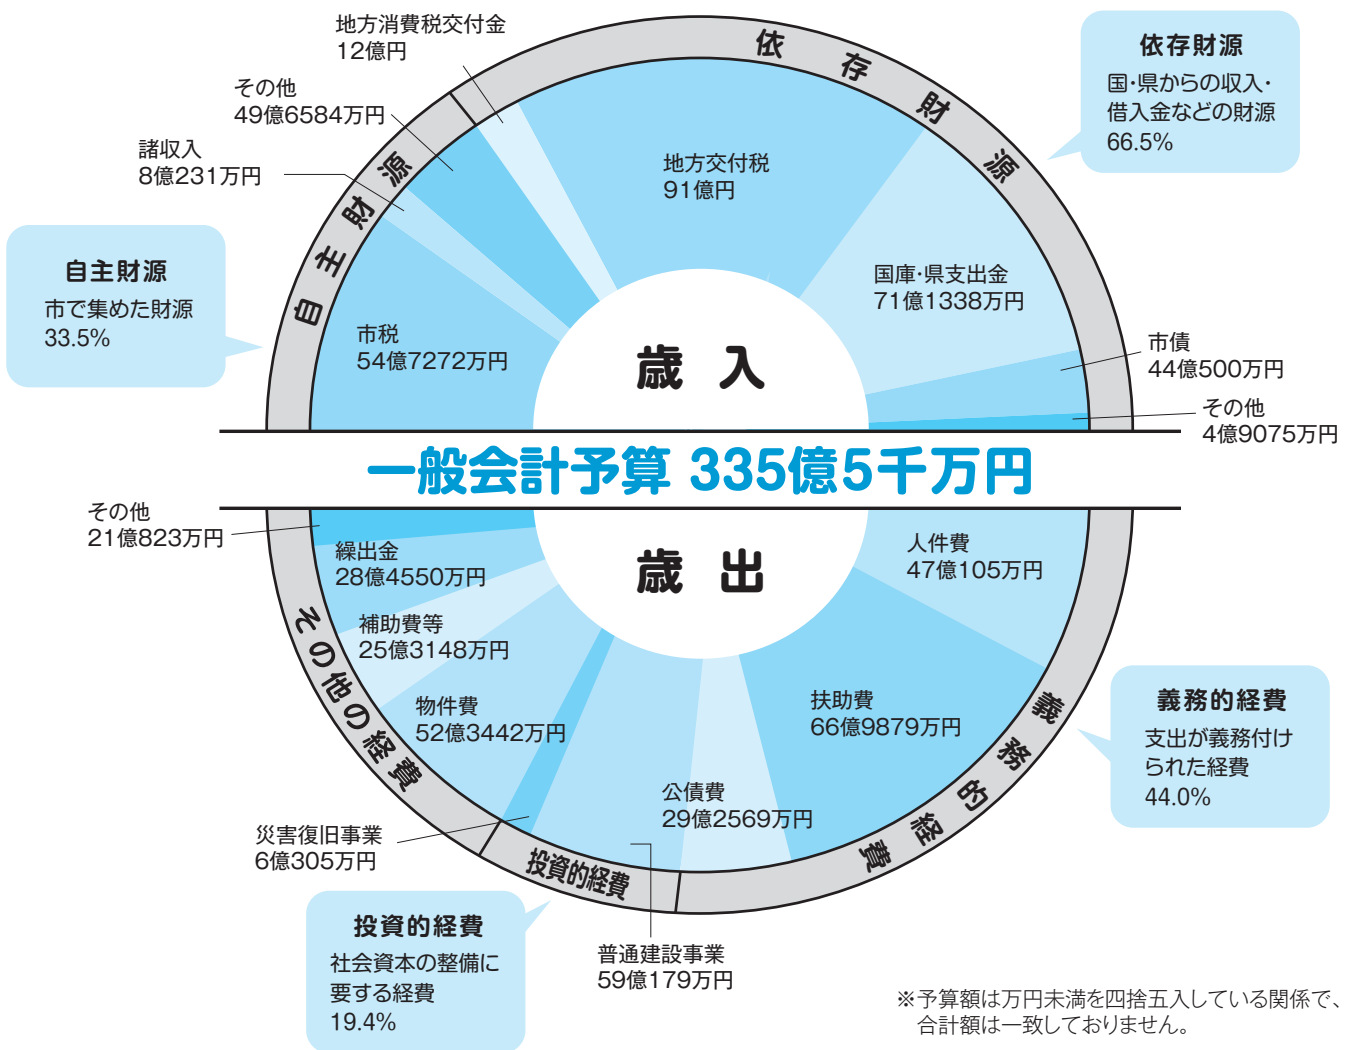 地方消費税交付金
12億円
その他
49億6584万円
諸収入
8億231万円
自主財源
市で集めた財源
33.5%
自主財源
市税
54億7272万円
依存財源
地方交付税
91億円
依存財源
国・県からの収入・
借入金などの財源
66.5%
国庫・県支出金
71億1338万円
市債
44億500万円
その他
4億9075万円
歳入
一般会計予算 335億5千万円
歳出
その他
21億823万円
繰出金
28億4550万円
補助費等
25億3148万円
物件費
52億3442万円
その他の経費
災害復旧事業
6億305万円
投資的経費
投資的経費
社会資本の整備に
要する経費
19.4%
普通建設事業
59億179万円
公債費
29億2569万円
扶助費
66億9879万円
人件費
47億105万円
義務的経費
義務的経費
支出が義務付け
られた経費
44.0%
※予算額は万円未満を四捨五入している関係で、
合計額は一致しておりません。